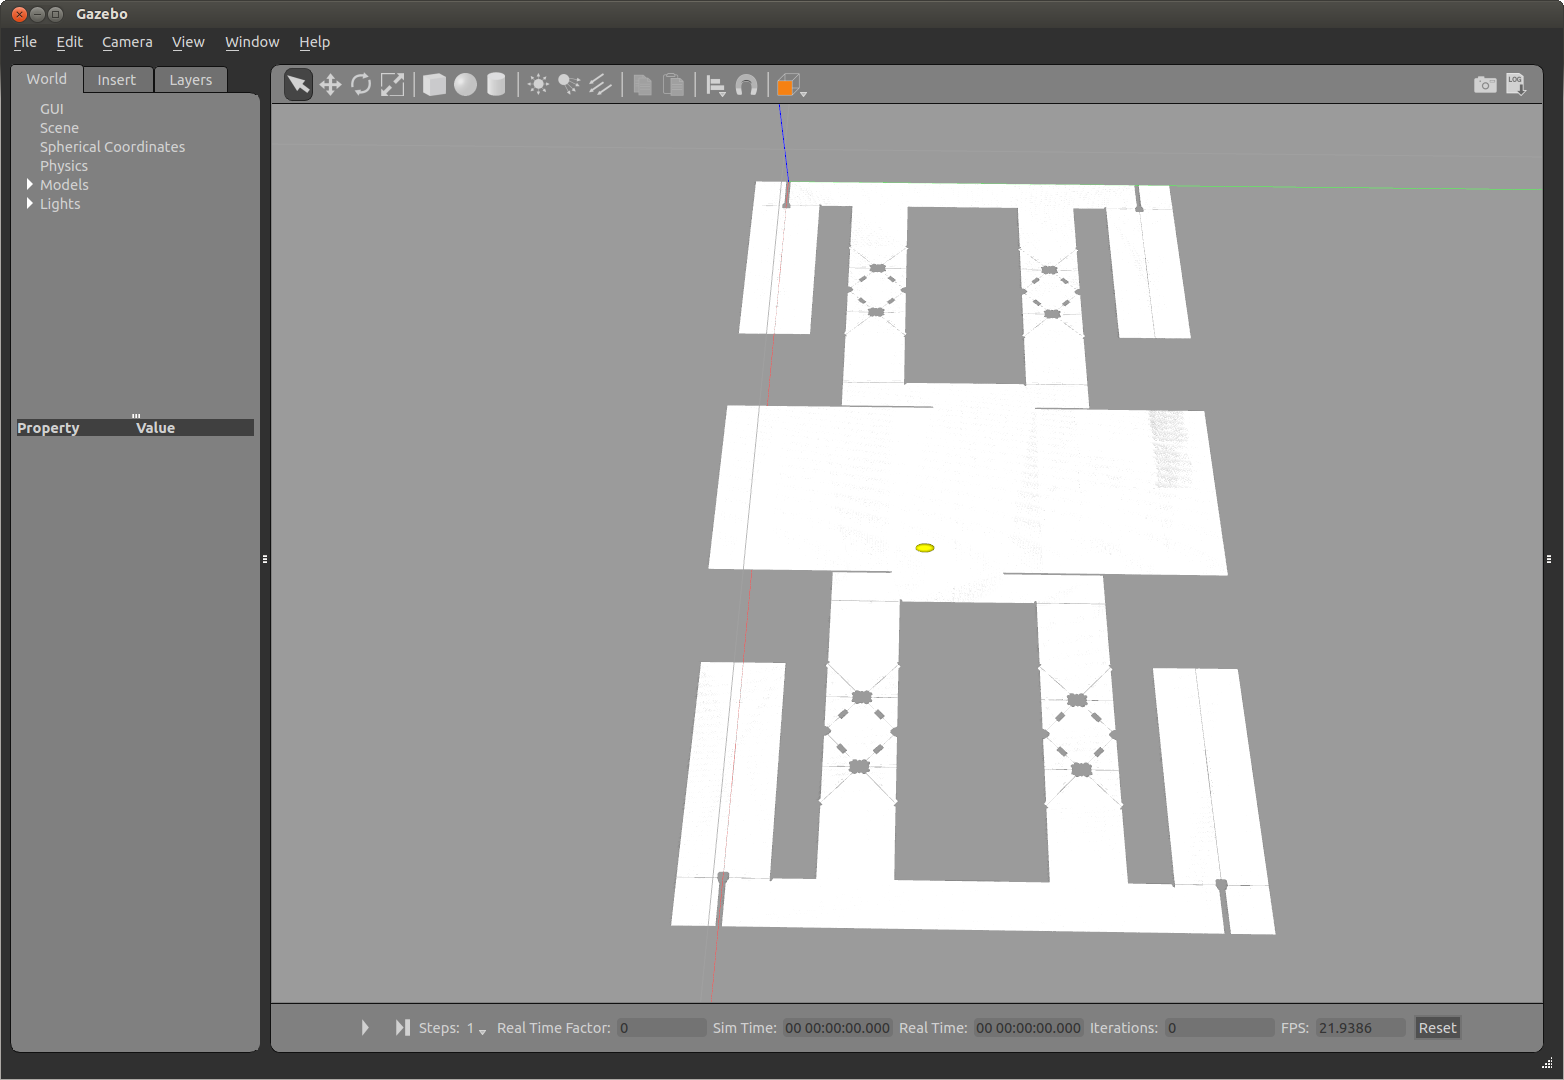 Gazebo
File Edit Camera View Window Help
World Insert Layers
LOG
GUI
Scene
Spherical Coordinates
Physics
Models
Lights
Property Value
Steps: 1 Real Time Factor: 0 Sim Time: 00 00:00:00.000 Real Time: 00 00:00:00.000 Iterations: 0 FPS: 21.9386 Reset